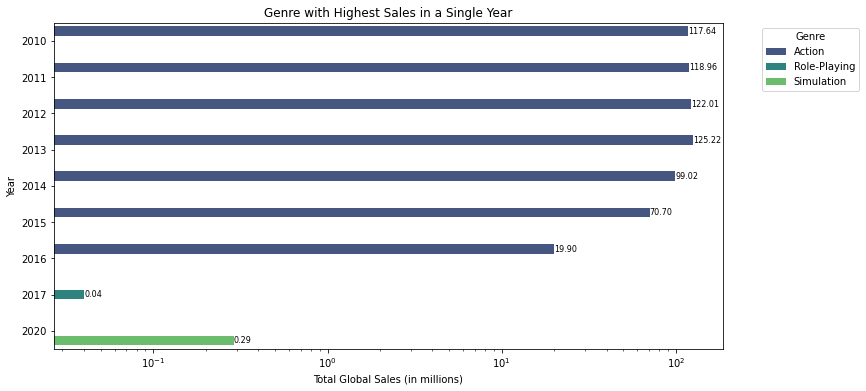 Genre with Highest Sales in a Single Year
Genre
Action
Role-Playing
Simulation
Year
2010
117.64
2011
118.96
2012
122.01
2013
125.22
2014
99.02
2015
70.70
2016
19.90
2017
0.04
2020
0.29
10⁻¹ 10⁰ 10¹ 10²
Total Global Sales (in millions)